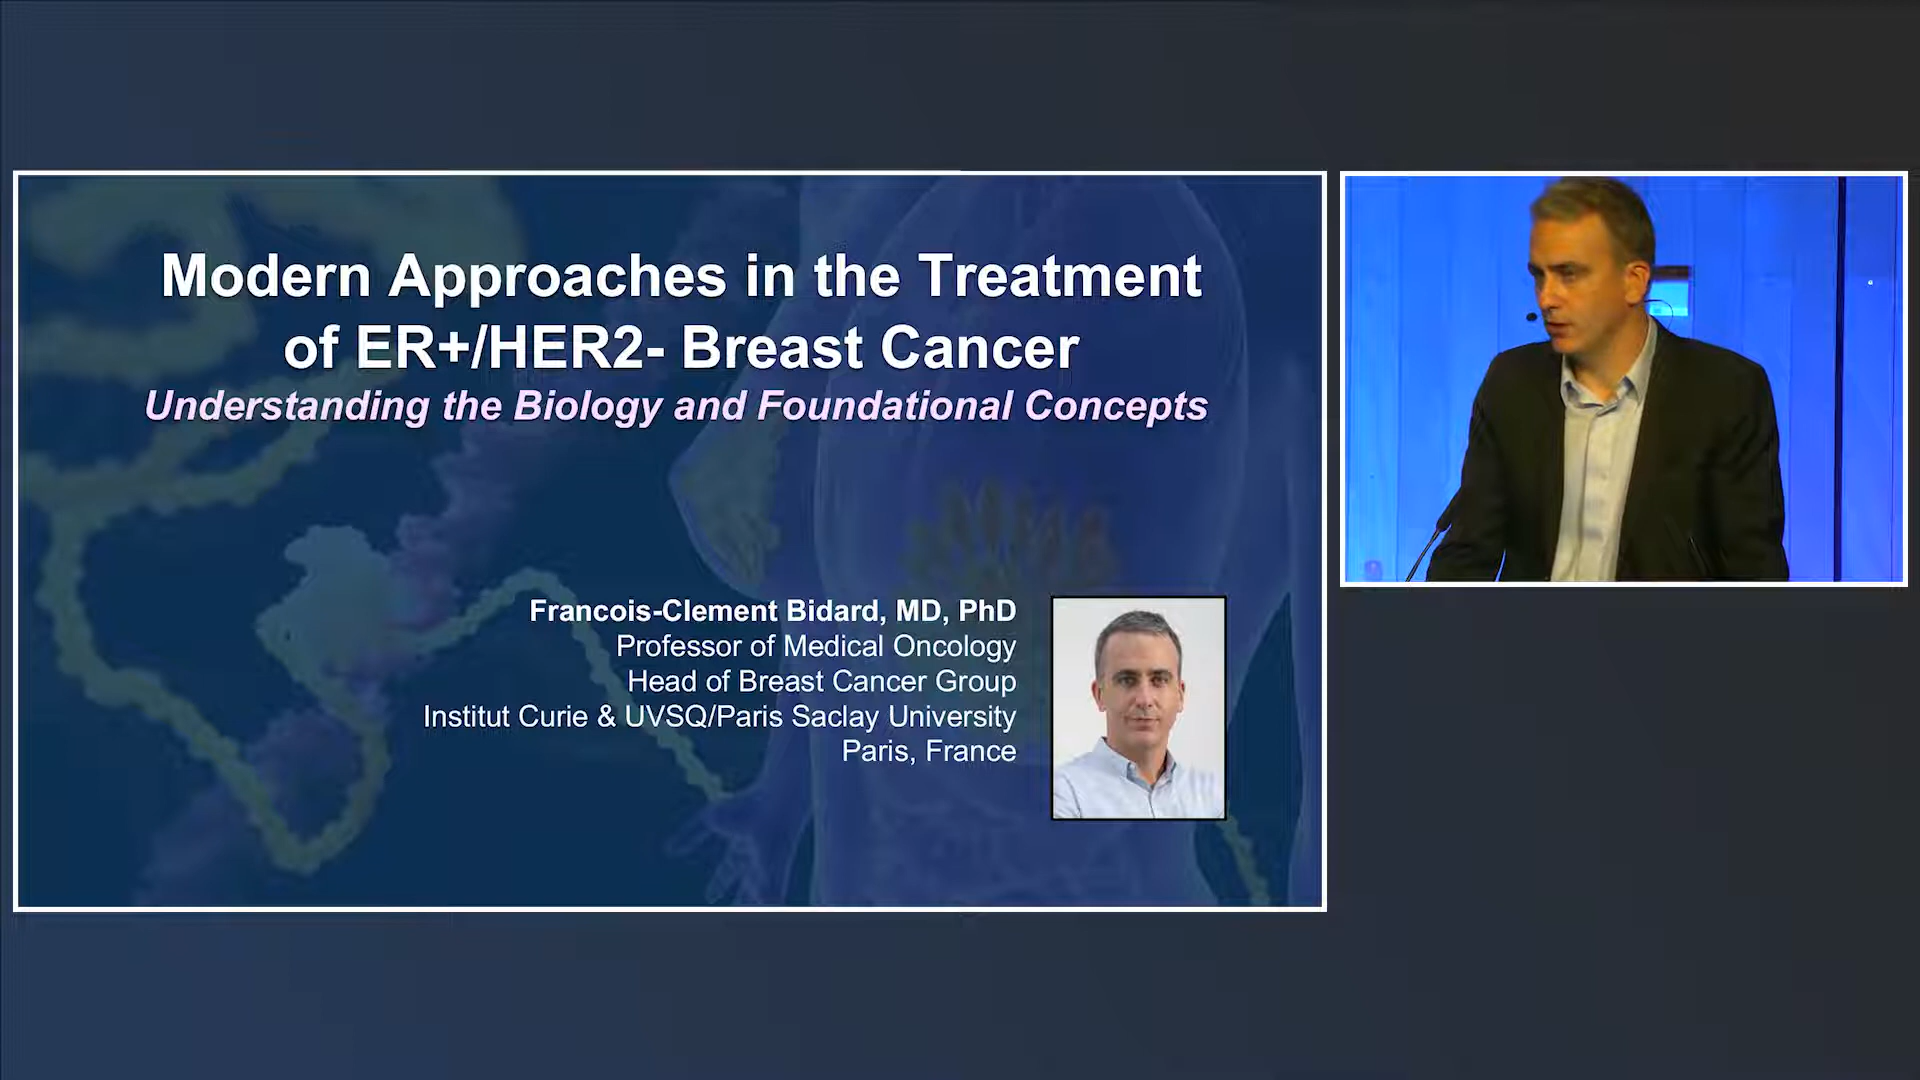 Modern Approaches in the Treatment
of ER+/HER2- Breast Cancer
Understanding the Biology and Foundational Concepts
Francois-Clement Bidard, MD, PhD
Professor of Medical Oncology
Head of Breast Cancer Group
Institut Curie & UVSQ/Paris Saclay University
Paris, France